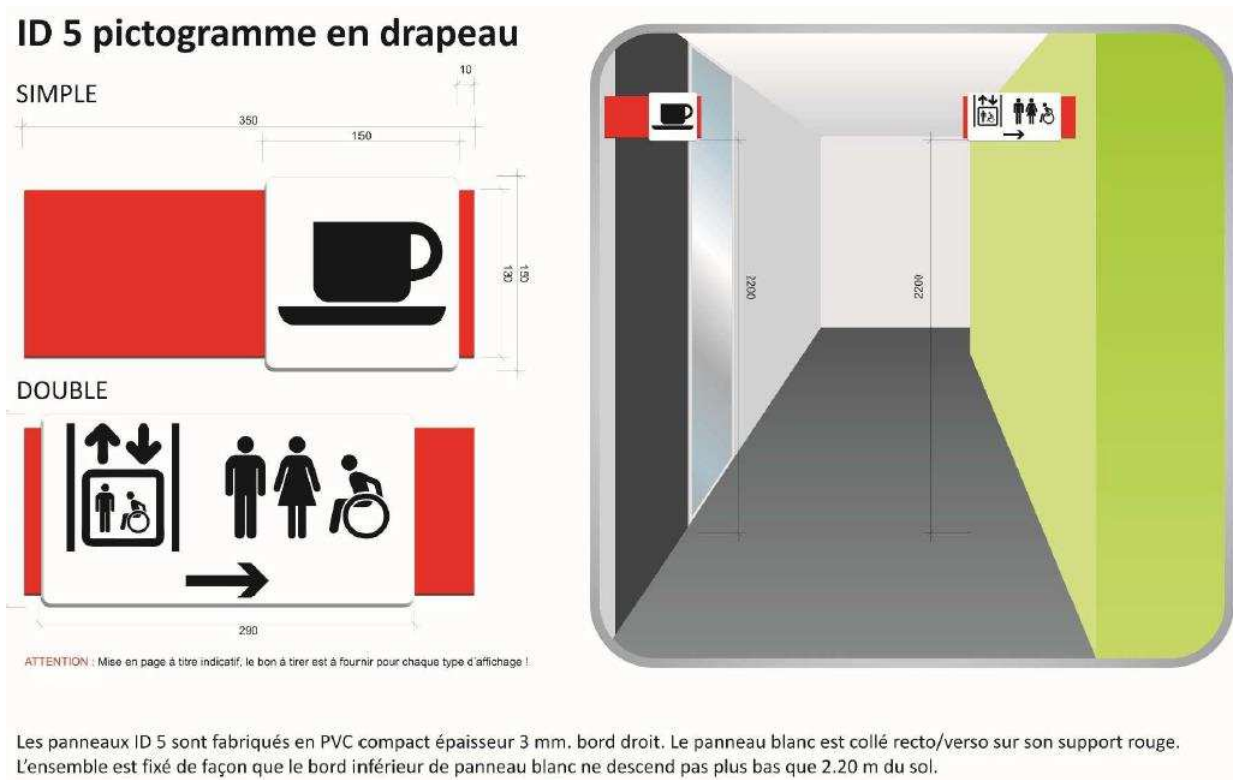 ID 5 pictogramme en drapeau
SIMPLE
10
350
150
130
150
DOUBLE
290
ATTENTION : Mise en page à titre indicatif, le bon à tirer est à fournir pour chaque type d'affichage !
2200
2200
Les panneaux ID 5 sont fabriqués en PVC compact épaisseur 3 mm. bord droit. Le panneau blanc est collé recto/verso sur son support rouge.
L'ensemble est fixé de façon que le bord inférieur de panneau blanc ne descend pas plus bas que 2.20 m du sol.